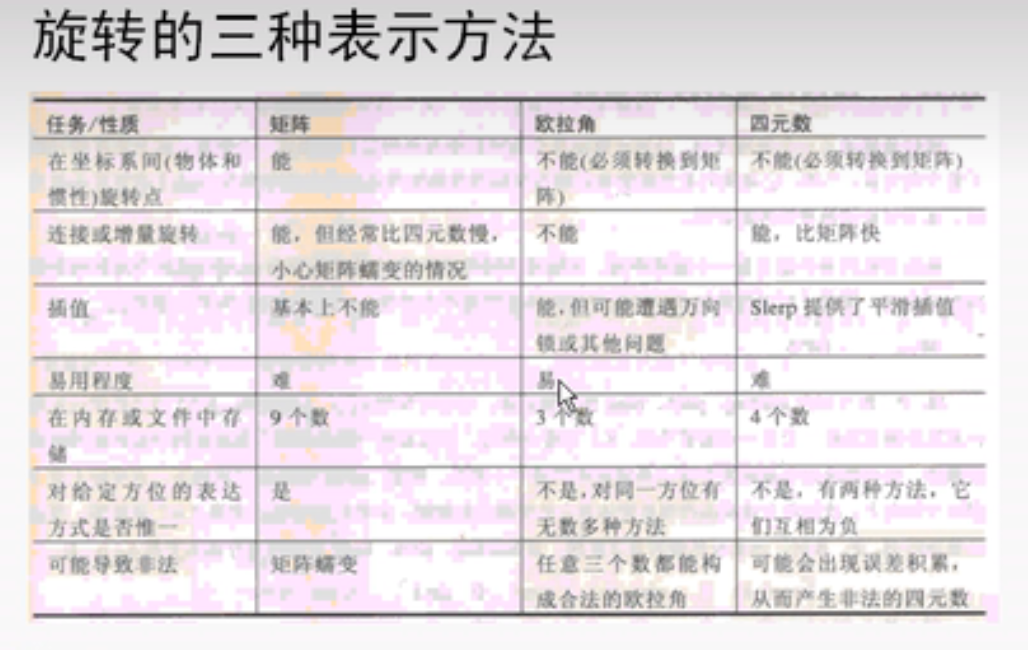 旋转的三种表示方法
任务/性质 矩阵 欧拉角 四元数
在坐标系间(物体和 能 不能(必须转换到矩 不能(必须转换到矩阵)
惯性)旋转点 阵)
连接或增量旋转 能，但经常比四元数慢， 不能 能，比矩阵快
小心矩阵蠕变的情况
插值 基本上不能 能，但可能遭遇万向 Slerp 提供了平滑插值
锁或其他问题
易用程度 难 易 难
在内存或文件中存 9 个数 3 个数 4 个数
储
对给定方位的表达 是 不是，对同一方位有 不是，有两种方法，它
方式是否惟一 无数多种方法 们互相为负
可能导致非法 矩阵蠕变 任意三个数都能构 可能会出现误差积累，
成合法的欧拉角 从而产生非法的四元数